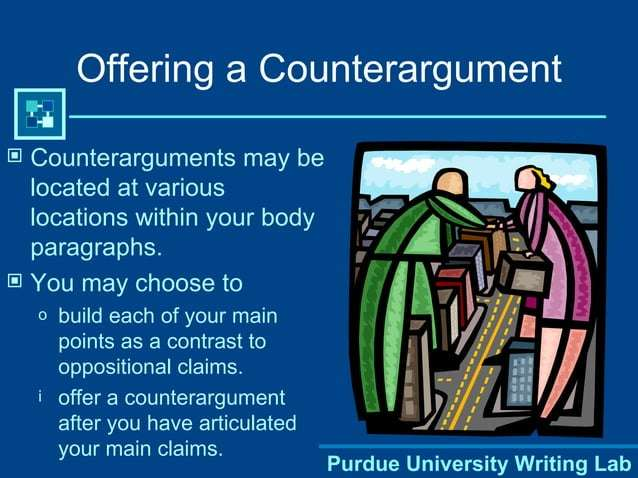 Offering a Counterargument
Counterarguments may be
located at various
locations within your body
paragraphs.
You may choose to
o build each of your main
points as a contrast to
oppositional claims.
i offer a counterargument
after you have articulated
your main claims.
Purdue University Writing Lab